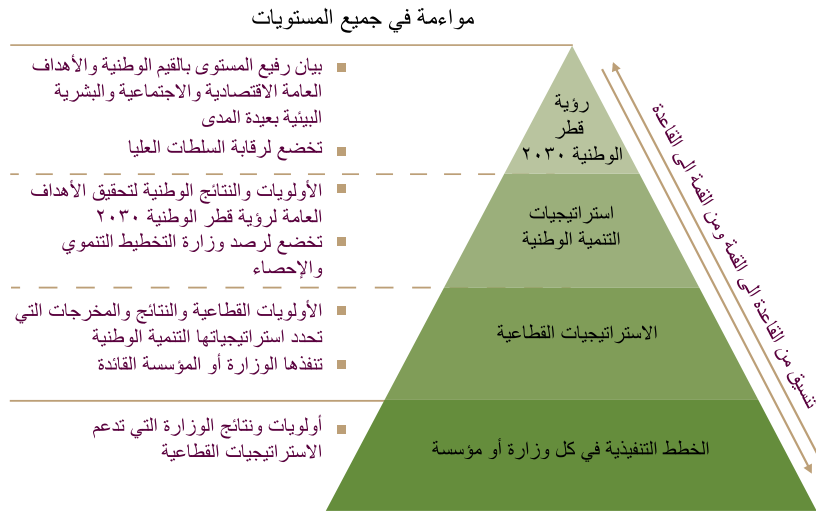 مواءمة في جميع المستويات
بيان رفيع المستوى بالقيم الوطنية والأهداف
العامة الاقتصادية والاجتماعية والبشرية
البيئية بعيدة المدى
تخضع لرقابة السلطات العليا
رؤية
قطر
الوطنية ٢٠٣٠
الأولويات والنتائج الوطنية لتحقيق الأهداف
العامة لرؤية قطر الوطنية ٢٠٣٠
تخضع لرصد وزارة التخطيط التنموي
والإحصاء
استراتيجيات
التنمية الوطنية
الأولويات القطاعية والنتائج والمخرجات التي
تحدد استراتيجياتها التنمية الوطنية
تنفذها الوزارة أو المؤسسة القائدة
الاستراتيجيات القطاعية
أولويات ونتائج الوزارة التي تدعم
الاستراتيجيات القطاعية
الخطط التنفيذية في كل وزارة أو مؤسسة
تنسيق من القاعدة الى القمة ومن القمة الى القاعدة